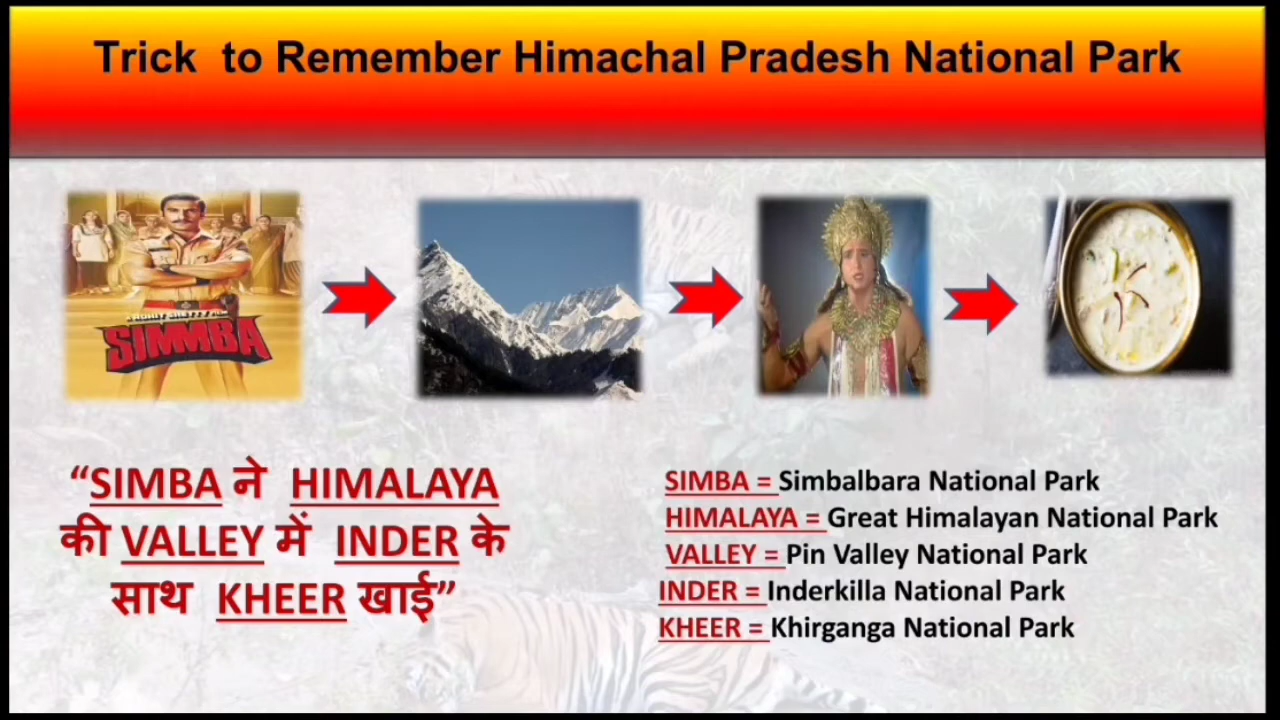 Trick to Remember Himachal Pradesh National Park
SIMMBA
“SIMBA ने HIMALAYA
की VALLEY में INDER के
साथ KHEER खाई”
SIMBA = Simbalbara National Park
HIMALAYA = Great Himalayan National Park
VALLEY = Pin Valley National Park
INDER = Inderkilla National Park
KHEER = Khirganga National Park